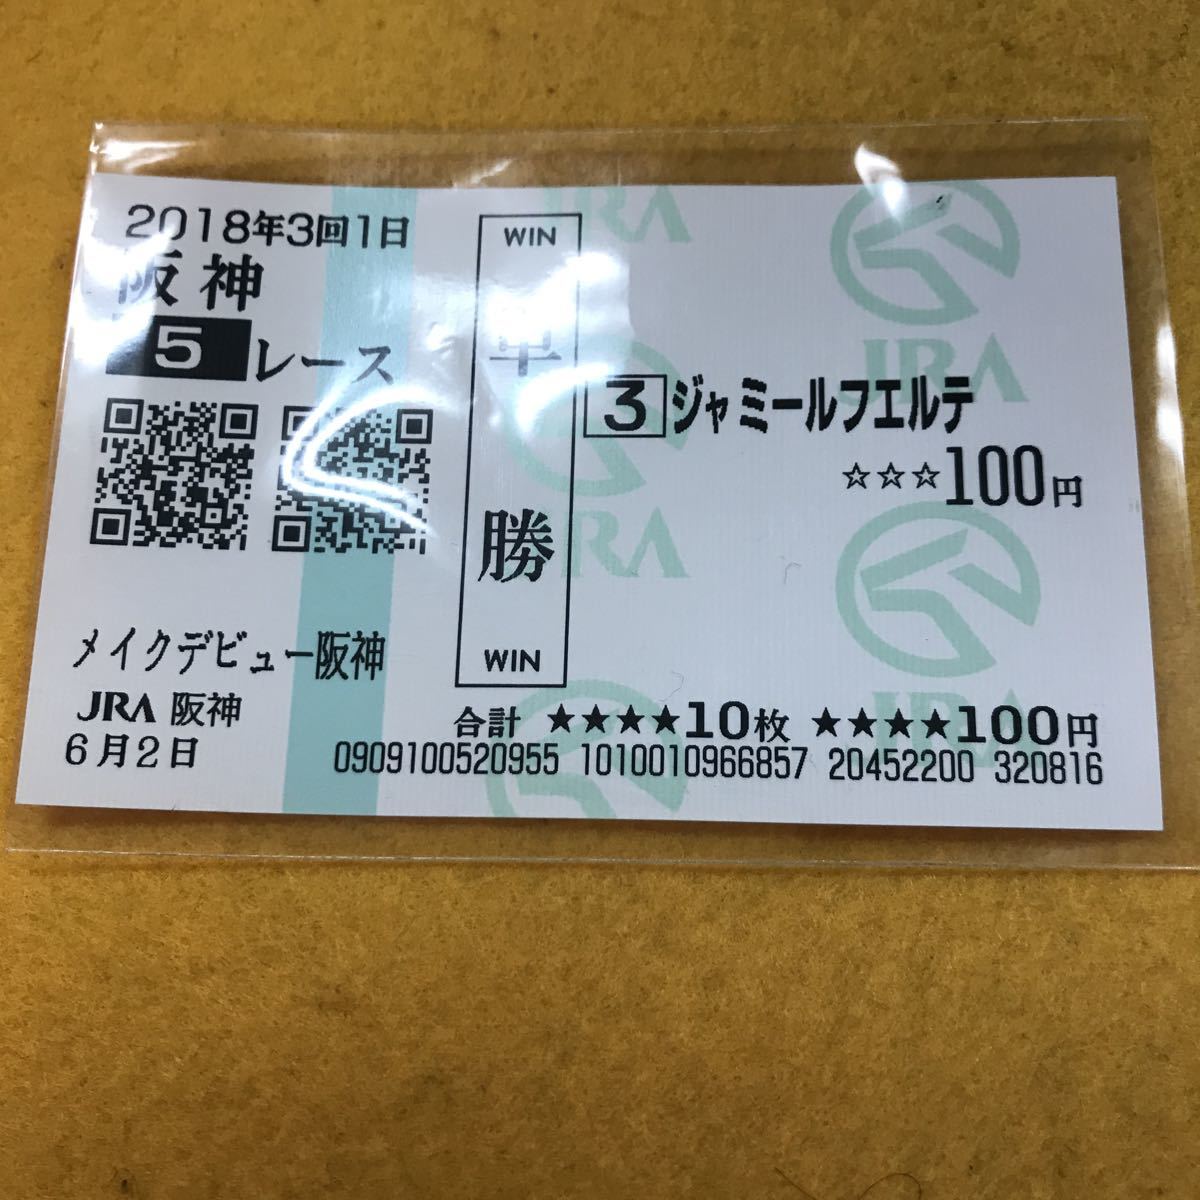 2018年3回1日
阪神
5レース
メイクデビュー阪神
JRA 阪神
6月2日
WIN
単勝
WIN
3 ジャミールフエルテ
☆☆☆100円
合計 ★★★★10枚 ★★★★100円
0909100520955 1010010966857 20452200 320816
JRA
JRA
JRA
JRA